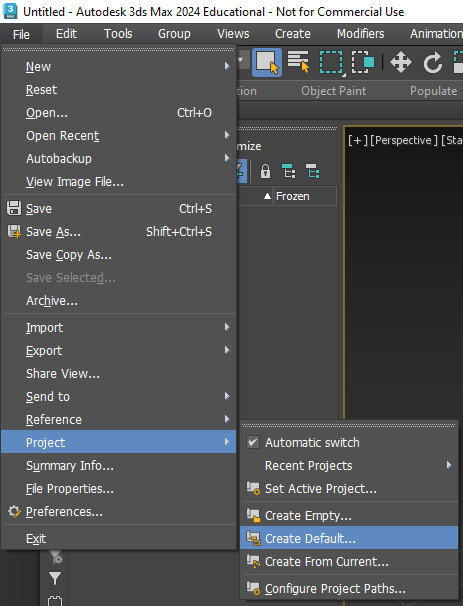 3
MAX
Untitled - Autodesk 3ds Max 2024 Educational - Not for Commercial Use
File Edit Tools Group Views Create Modifiers Animation
New
Reset
Open... Ctrl+O
Open Recent
Autobackup
View Image File...
Save Ctrl+S
Save As... Shift+Ctrl+S
Save Copy As...
Save Selected...
Archive...
Import
Export
Share View...
Send to
Reference
Project
Summary Info...
File Properties...
Preferences...
Exit
tion Object Paint Populate
mize
Frozen
[+] [Perspective] [Sta
Automatic switch
Recent Projects
Set Active Project...
Create Empty...
Create Default...
Create From Current...
Configure Project Paths...